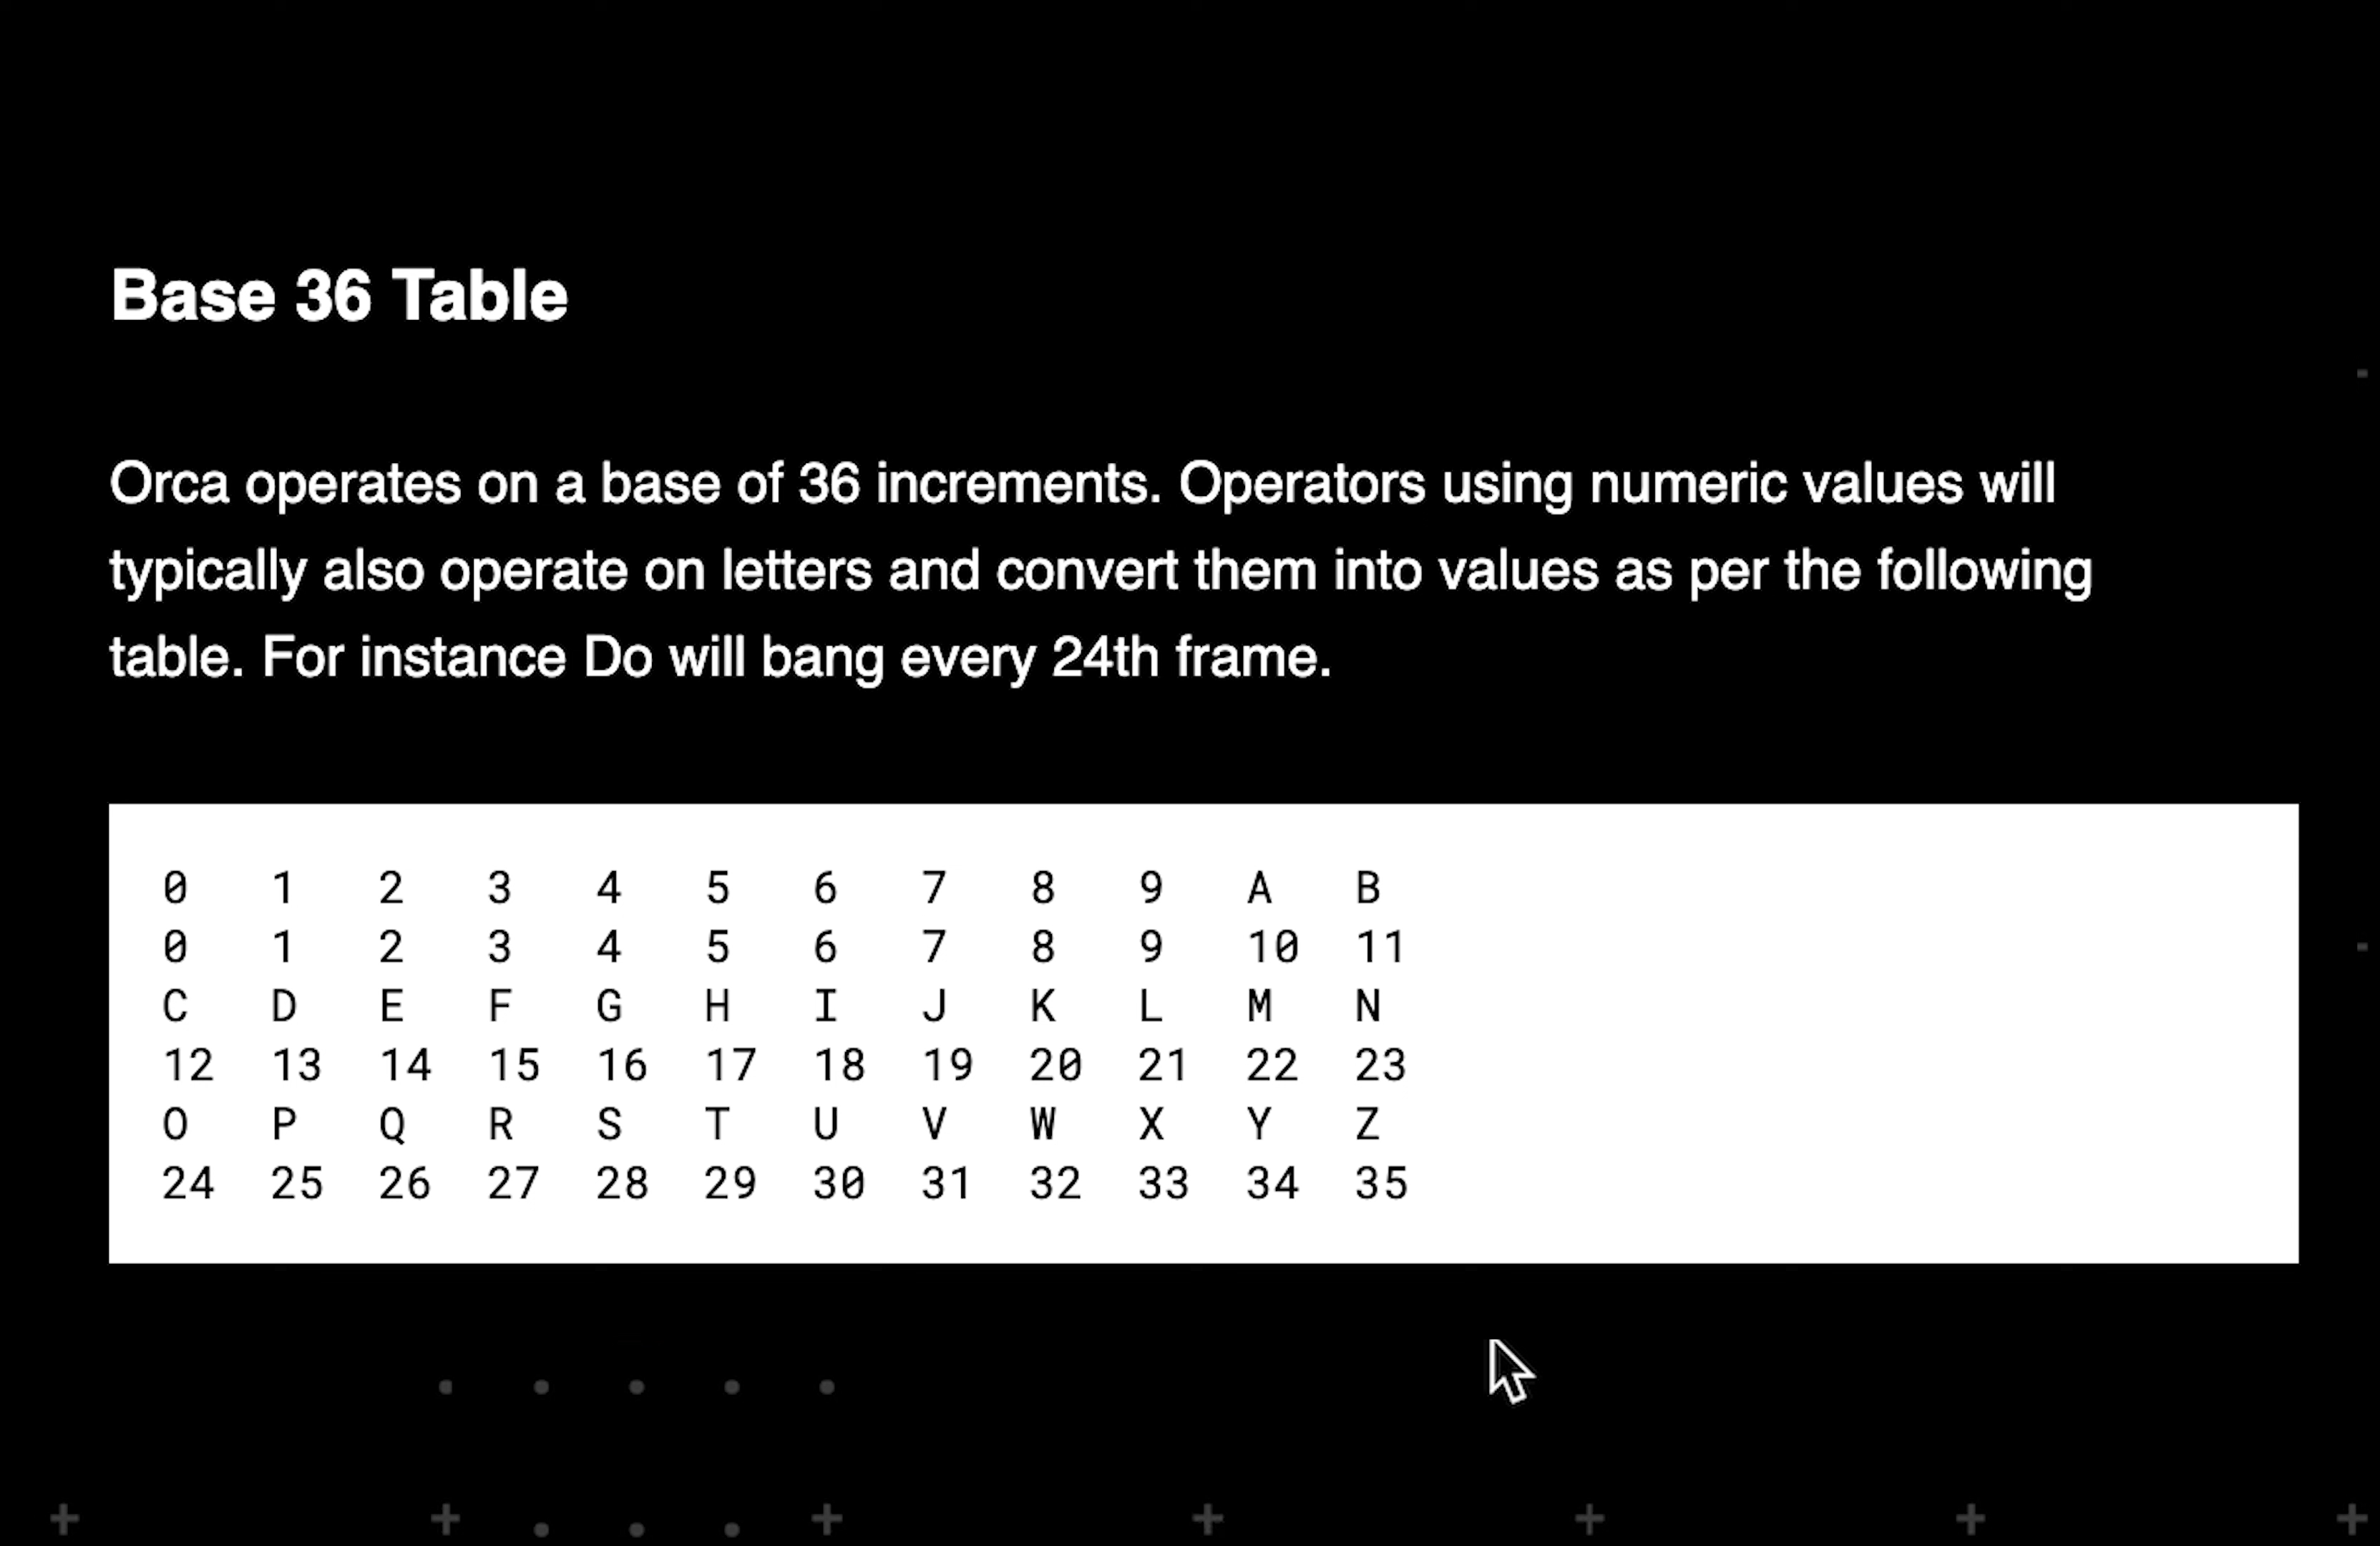 Base 36 Table
Orca operates on a base of 36 increments. Operators using numeric values will
typically also operate on letters and convert them into values as per the following
table. For instance Do will bang every 24th frame.
0 1 2 3 4 5 6 7 8 9 A B
0 1 2 3 4 5 6 7 8 9 10 11
C D E F G H I J K L M N
12 13 14 15 16 17 18 19 20 21 22 23
O P Q R S T U V W X Y Z
24 25 26 27 28 29 30 31 32 33 34 35